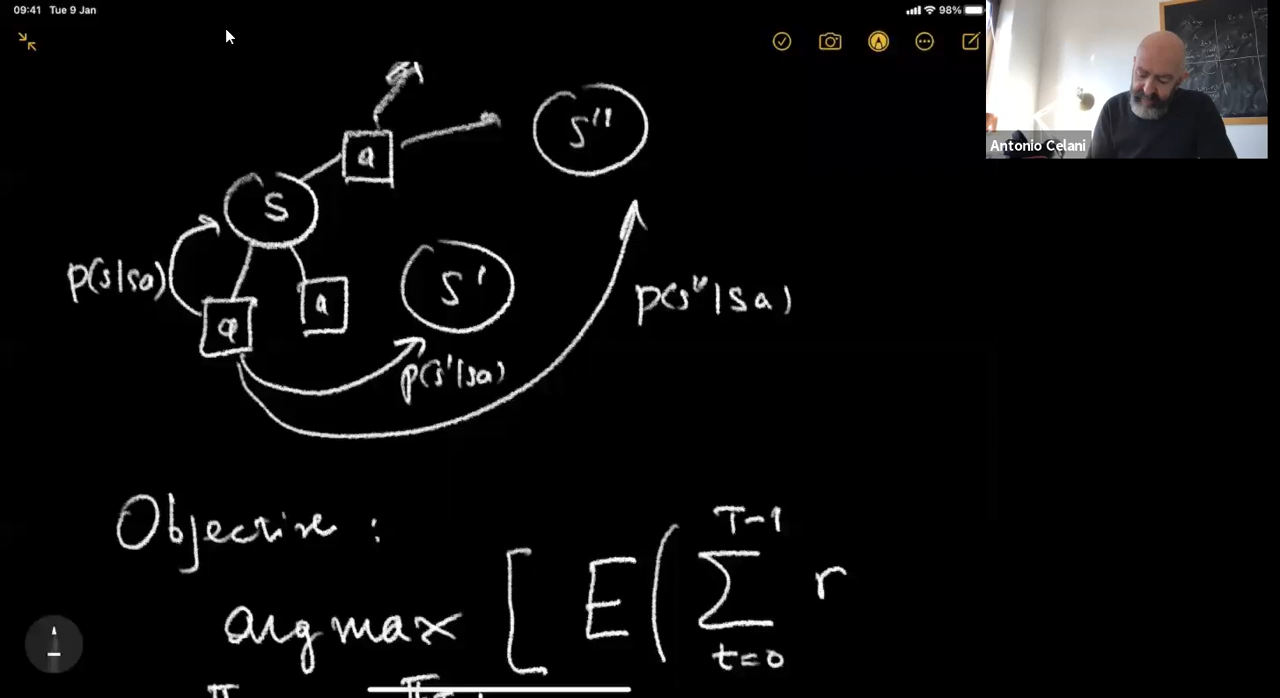 09:41 Tue 9 Jan
98%
Antonio Celani
a
S''
S
p(s|sa)
S'
a
a
p(s''|sa)
p(s'|sa)
Objective :
T-1
argmax [ E ( Σ r
t=0
π